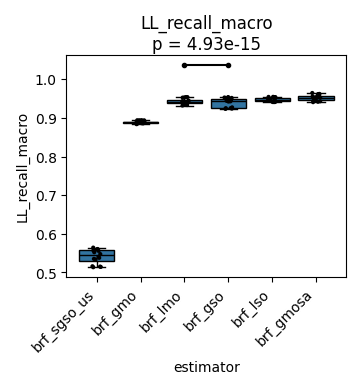 LL_recall_macro
p = 4.93e-15
LL_recall_macro
1.0
0.9
0.8
0.7
0.6
0.5
brf_sgso_us
brf_gmo
brf_lmo
brf_gso
brf_lso
brf_gmosa
estimator